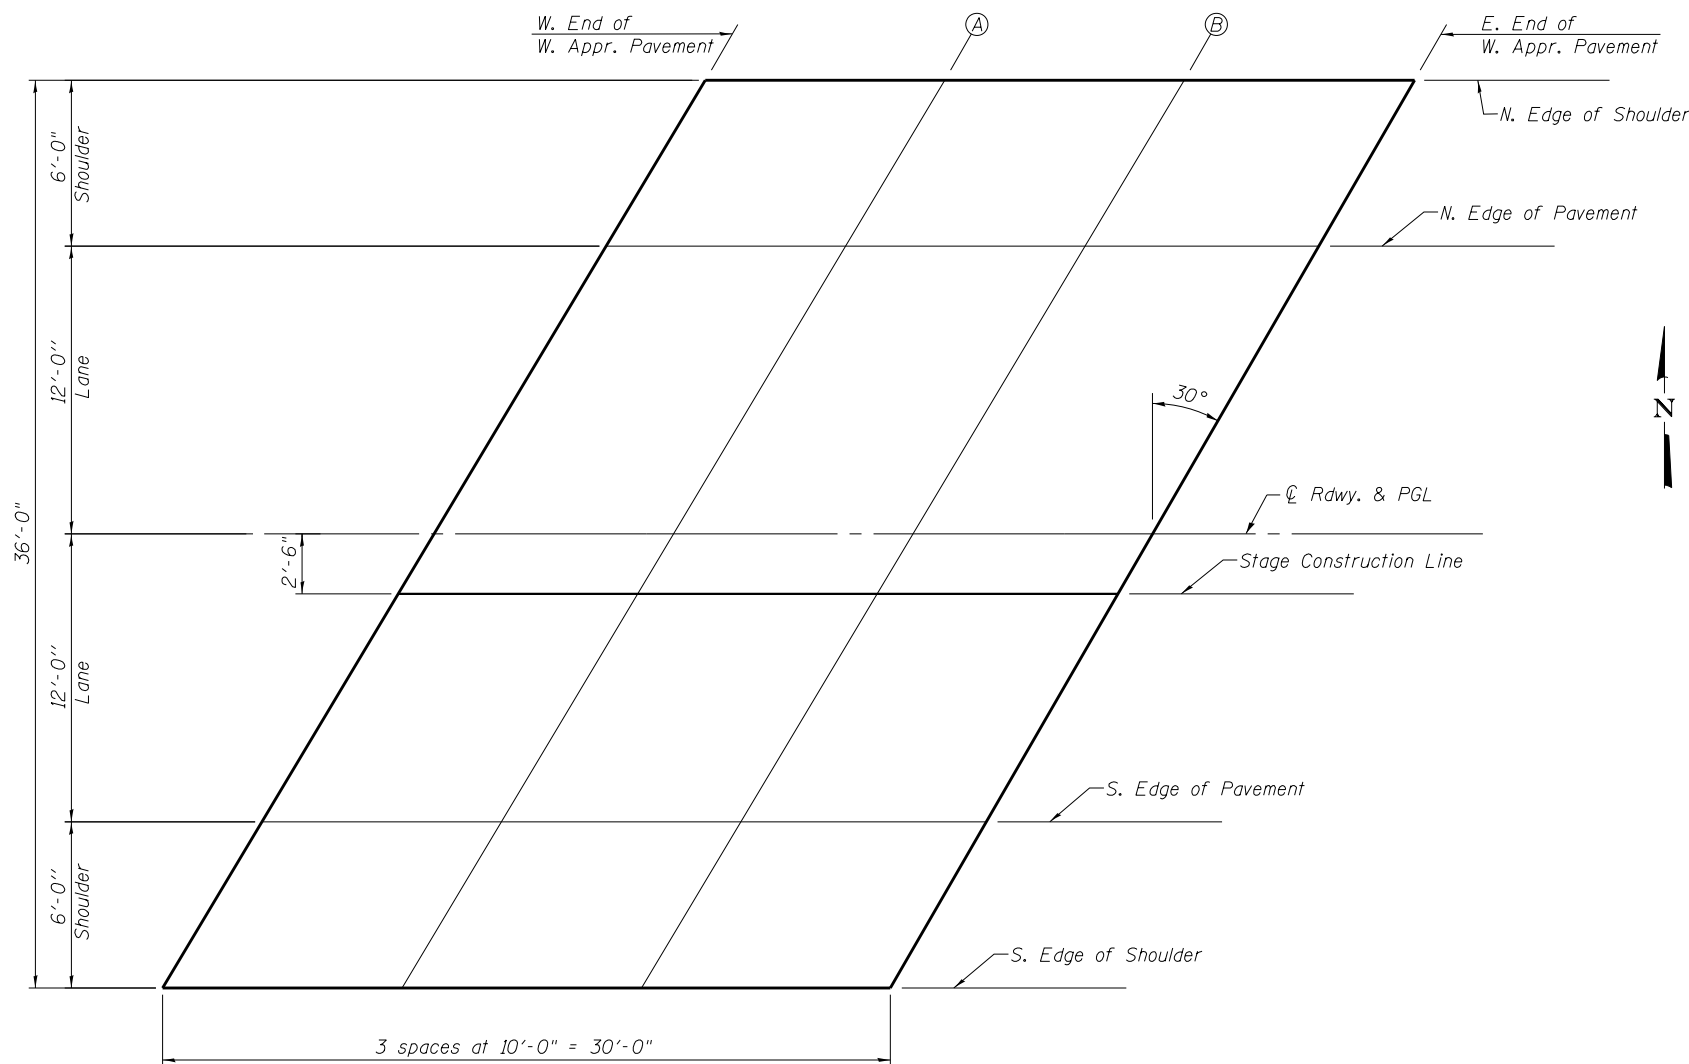 W. End of
W. Appr. Pavement
A
B
E. End of
W. Appr. Pavement
N. Edge of Shoulder
6'-0"
Shoulder
N. Edge of Pavement
12'-0''
Lane
30°
N
℄ Rdwy. & PGL
36'-0"
2'-6"
Stage Construction Line
12'-0''
Lane
S. Edge of Pavement
6'-0''
Shoulder
S. Edge of Shoulder
3 spaces at 10'-0" = 30'-0"